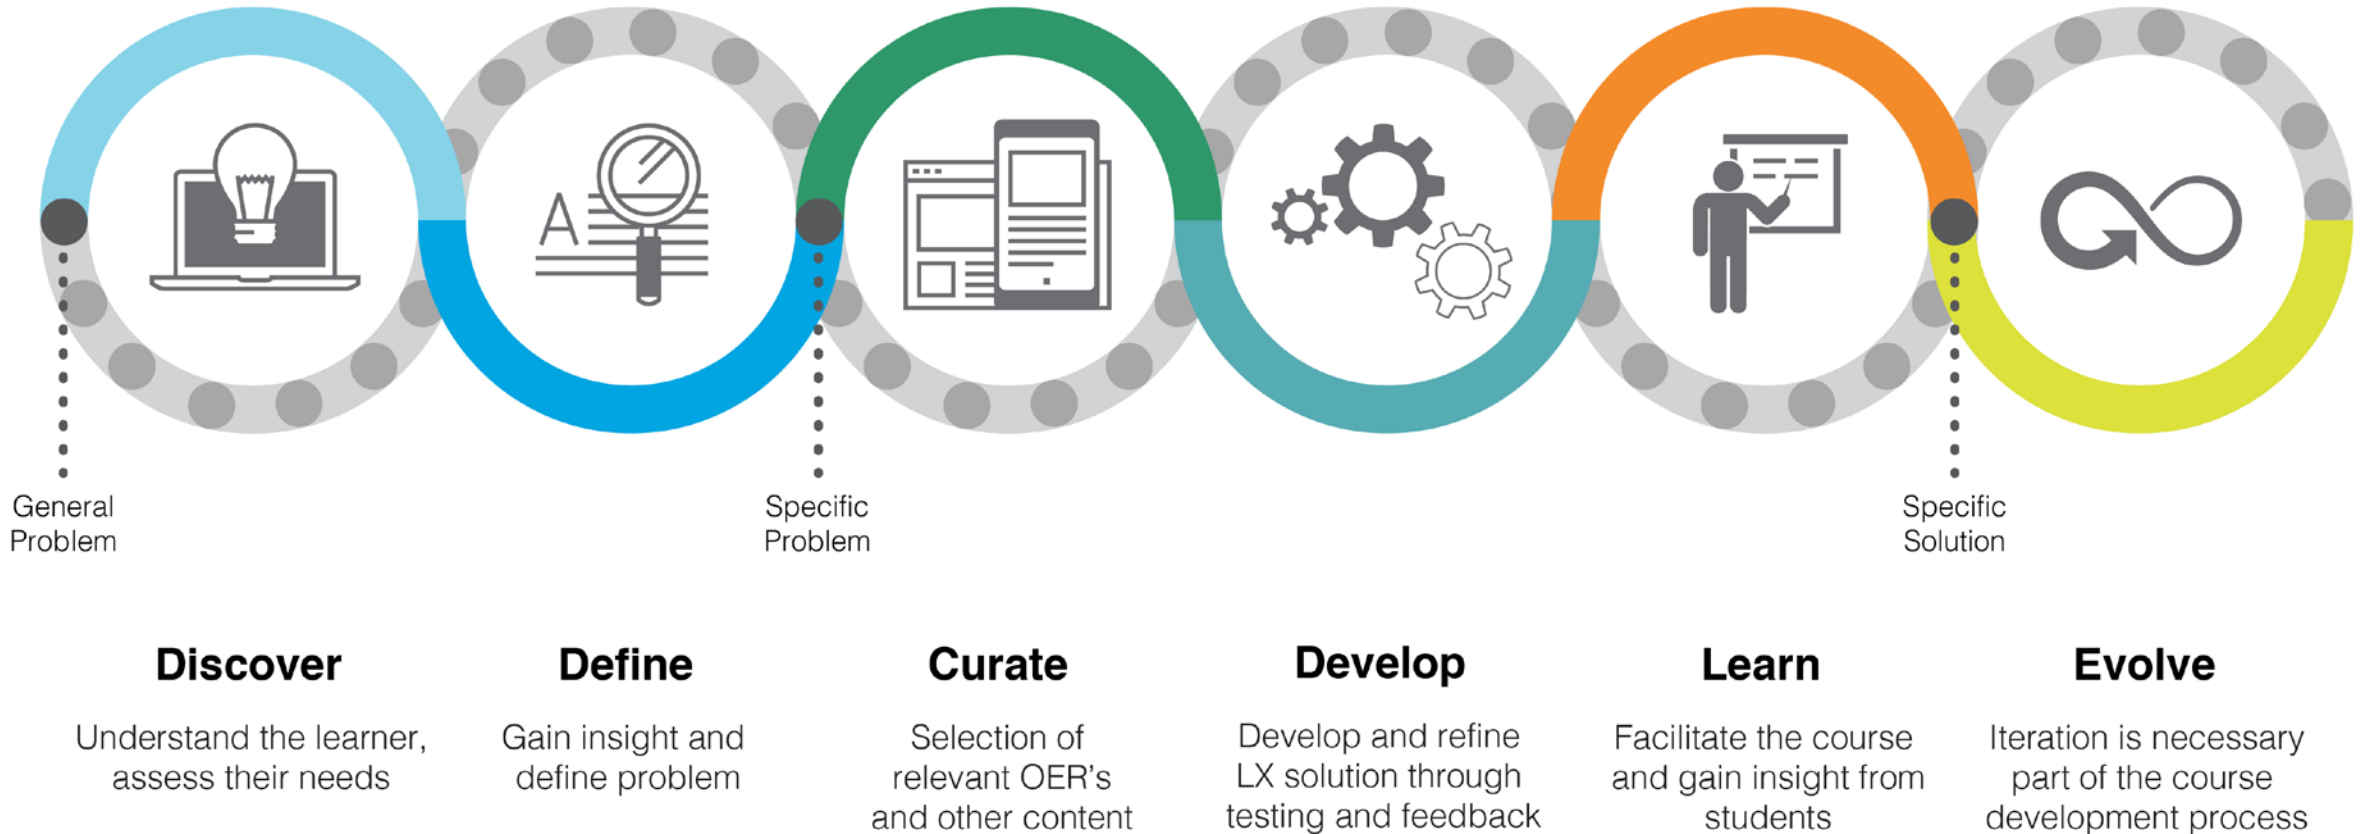 A
General
Problem
Specific
Problem
Specific
Solution
Discover
Understand the learner,
assess their needs
Define
Gain insight and
define problem
Curate
Selection of
relevant OER's
and other content
Develop
Develop and refine
LX solution through
testing and feedback
Learn
Facilitate the course
and gain insight from
students
Evolve
Iteration is necessary
part of the course
development process